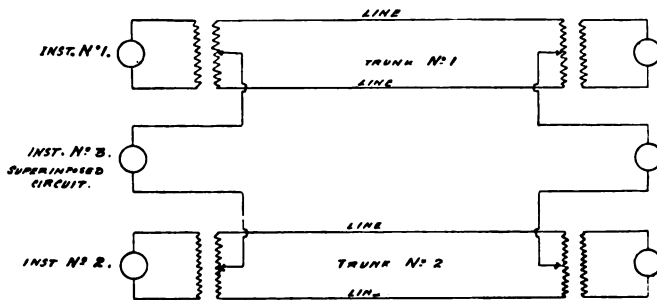 LINE
INST. Nº 1.
TRUNK Nº 1
LINE
INST. Nº 3.
SUPERIMPOSED
CIRCUIT.
LINE
INST Nº 2.
TRUNK Nº 2
LINE